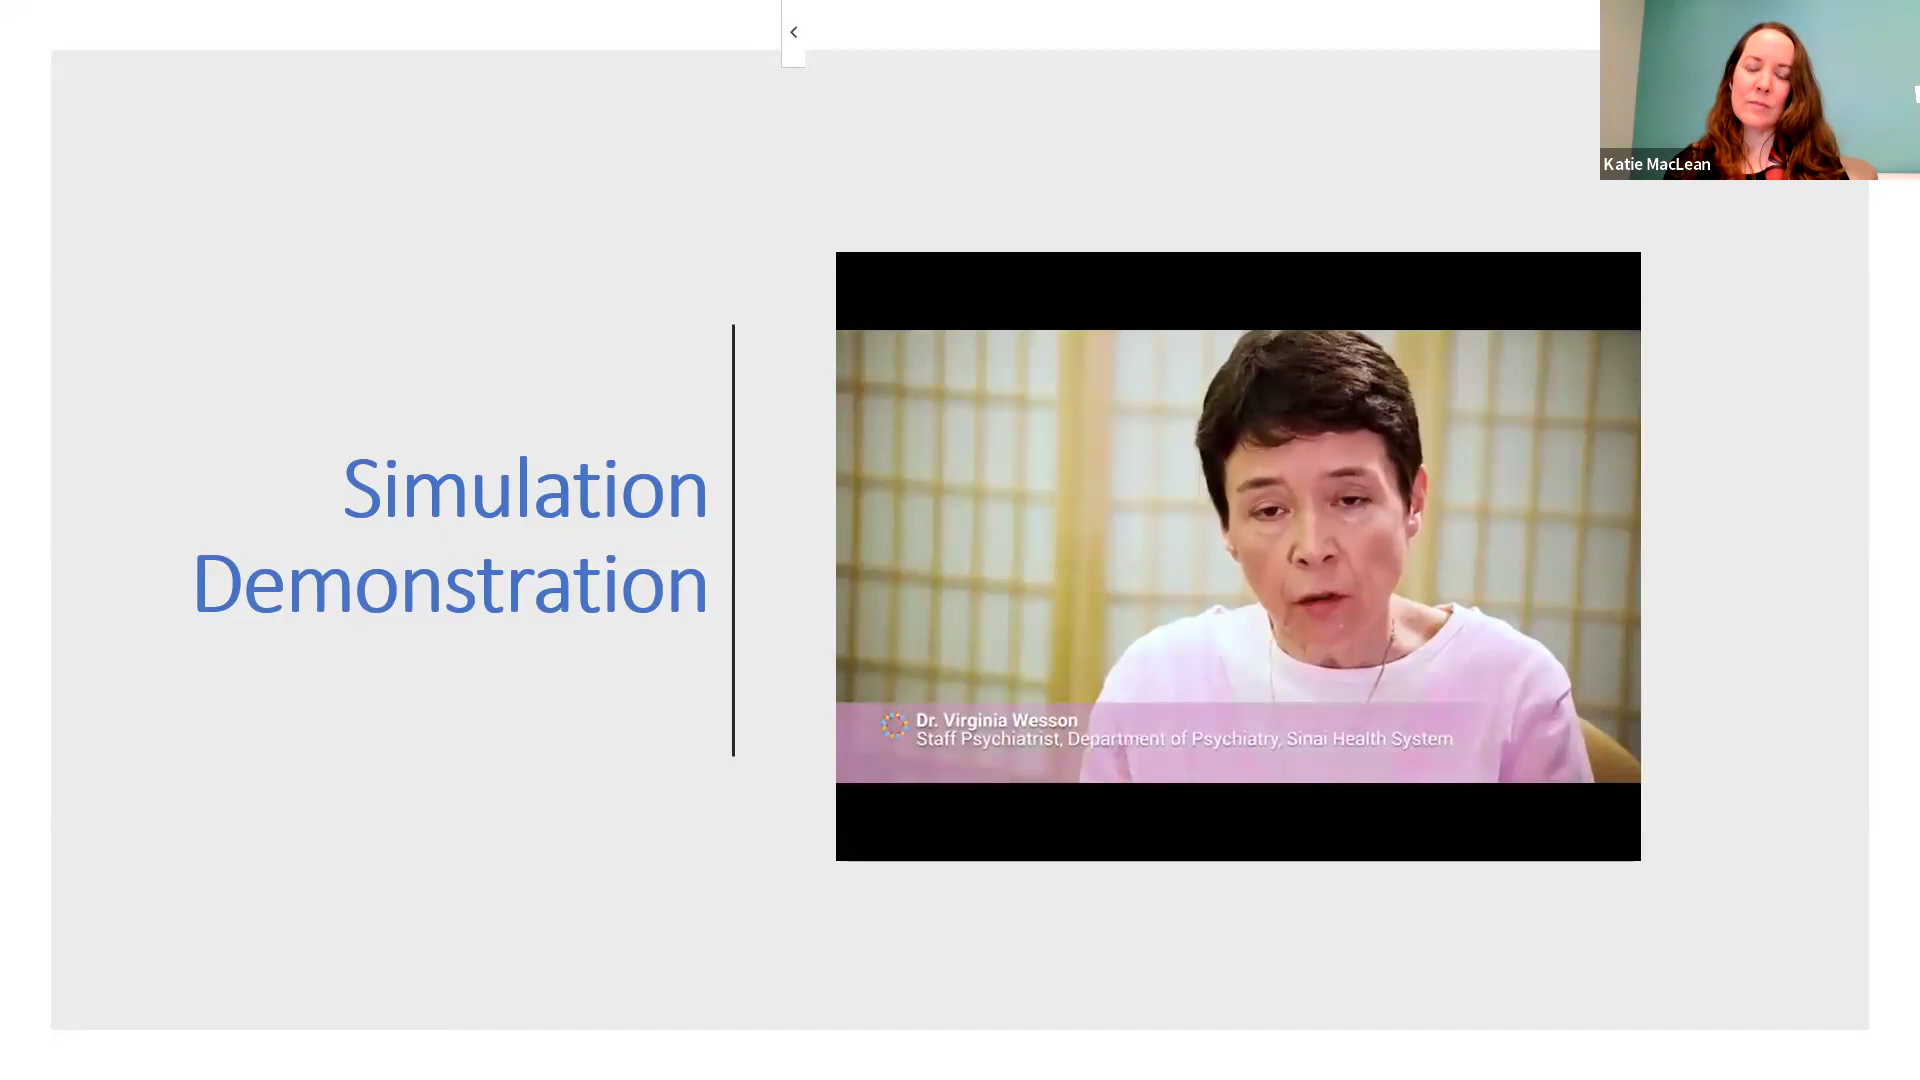 Katie MacLean
Simulation
Demonstration
Dr. Virginia Wesson
Staff Psychiatrist, Department of Psychiatry, Sinai Health System